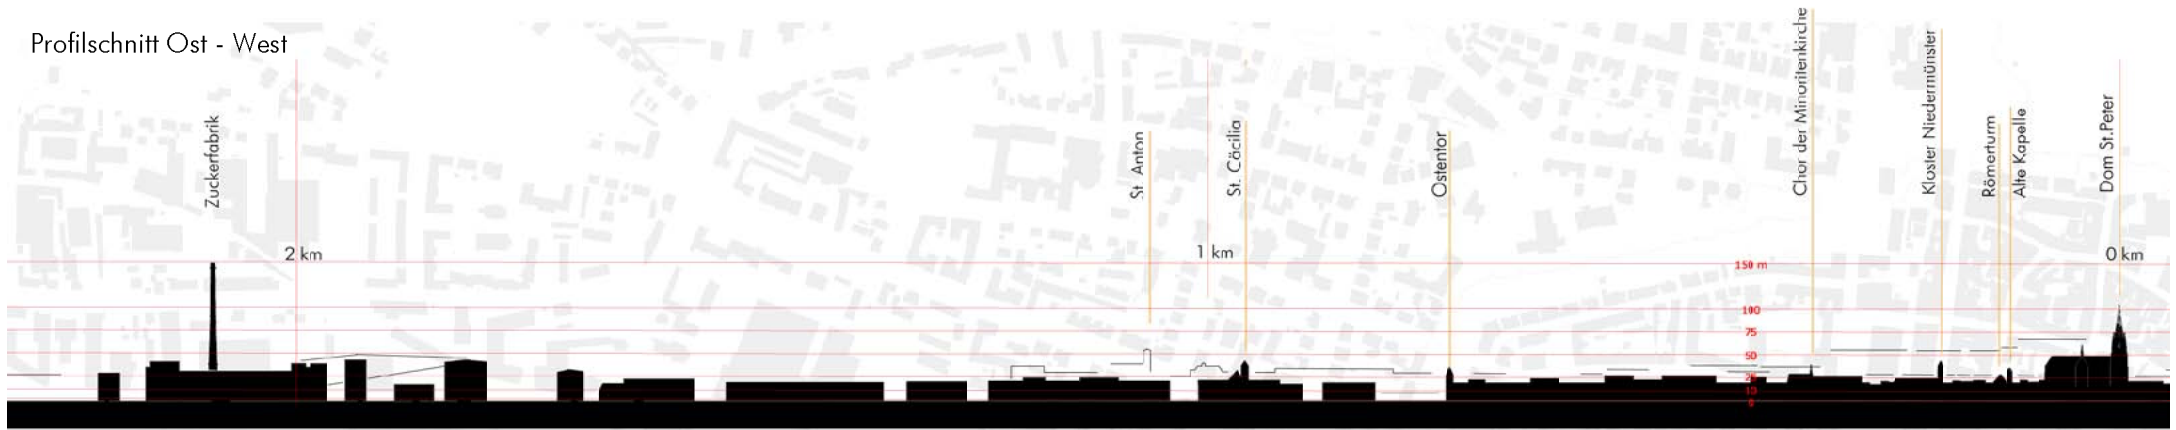 Profilschnitt Ost - West
Zuckerfabrik
St. Anton
St. Cäcilia
Ostentor
Chor der Minoritenkirche
Kloster Niedermünster
Römerturm
Alte Kapelle
Dom St.Peter
2 km
1 km
0 km
150 m
100
75
50
25
10
0